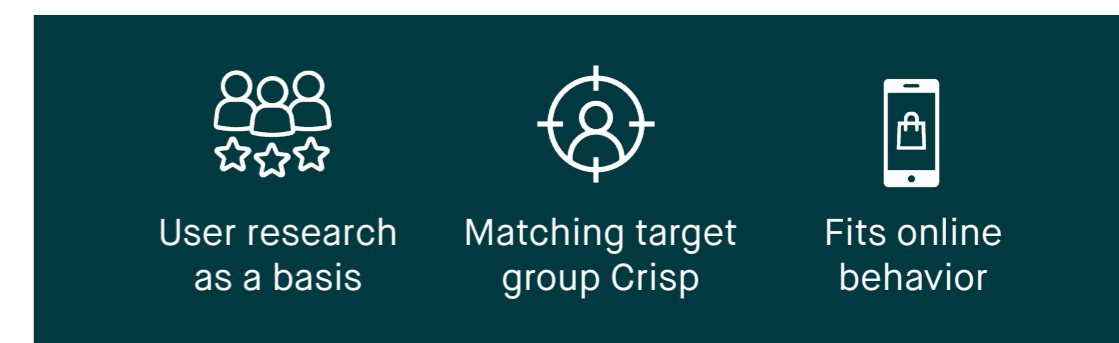 User research
as a basis
Matching target
group Crisp
Fits online
behavior